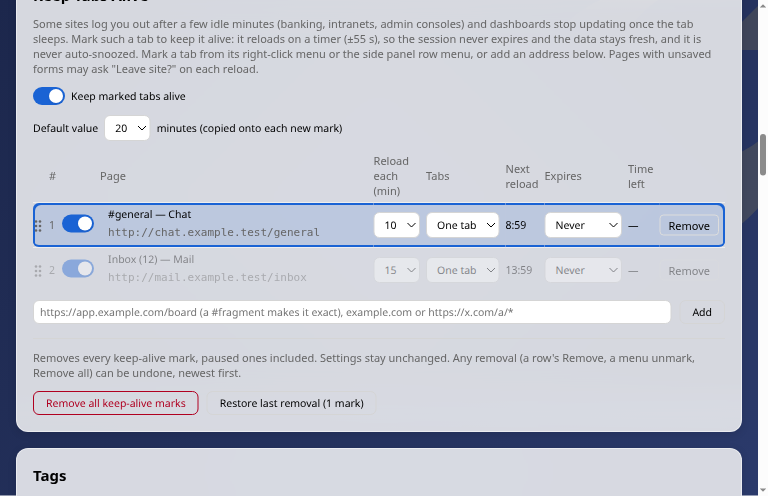 Keep Tabs Alive
Some sites log you out after a few idle minutes (banking, intranets, admin consoles) and dashboards stop updating once the tab
sleeps. Mark such a tab to keep it alive: it reloads on a timer (±55 s), so the session never expires and the data stays fresh, and it is
never auto-snoozed. Mark a tab from its right-click menu or the side panel row menu, or add an address below. Pages with unsaved
forms may ask "Leave site?" on each reload.
Keep marked tabs alive
Default value 20 minutes (copied onto each new mark)
# Page Reload each (min) Tabs Next reload Expires Time left
1 #general — Chat
http://chat.example.test/general
10 One tab 8:59 Never — Remove
2 Inbox (12) — Mail
http://mail.example.test/inbox
15 One tab 13:59 Never — Remove
https://app.example.com/board (a #fragment makes it exact), example.com or https://x.com/a/* Add
Removes every keep-alive mark, paused ones included. Settings stay unchanged. Any removal (a row's Remove, a menu unmark,
Remove all) can be undone, newest first.
Remove all keep-alive marks Restore last removal (1 mark)
Tags